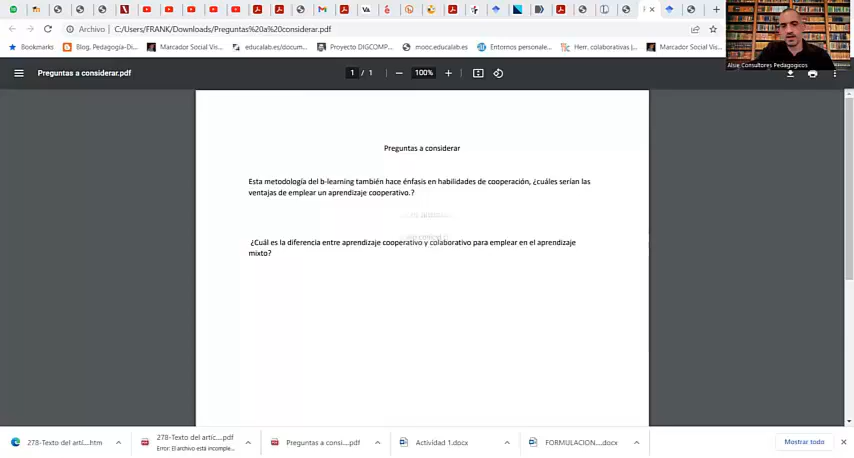 Archivo
C:/Users/FRANK/Downloads/Preguntas%20a%20considerar.pdf
Bookmarks
Blog, Pedagogía-Di...
Marcador Social Vis...
educalab.es/docum...
Proyecto DIGCOMP...
mooc.educalab.es
Entornos personale...
Herr. colaborativas |...
Marcador Social Vis...
Alsie Consultores Pedagogicos
Preguntas a considerar.pdf
1 / 1
100%
Preguntas a considerar
Esta metodología del b-learning también hace énfasis en habilidades de cooperación, ¿cuáles serían las
ventajas de emplear un aprendizaje cooperativo.?
¿Cuál es la diferencia entre aprendizaje cooperativo y colaborativo para emplear en el aprendizaje
mixto?
278-Texto del artí....htm
278-Texto del artíc....pdf
Error: El archivo está incomple...
Preguntas a consi....pdf
Actividad 1.docx
FORMULACION....docx
Mostrar todo